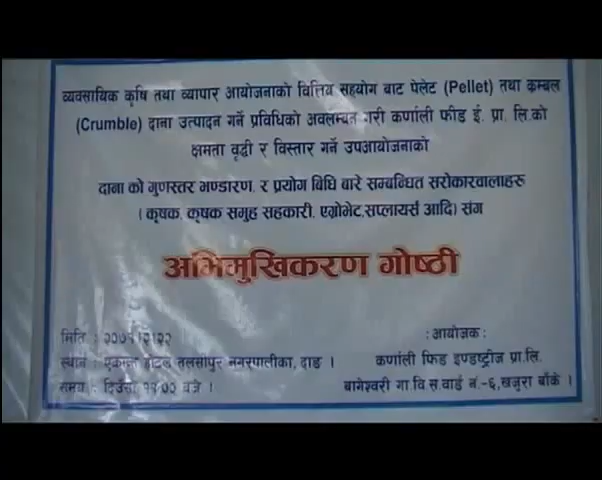 व्यवसायिक कृषि तथा व्यापार आयोजनाको वित्तिय सहयोग बाट पेलेट (Pellet) तथा क्रम्बल
(Crumble) दाना उत्पादन गर्ने प्रविधिको अवलम्बन गरी कर्णाली फीड ई. प्रा. लि.को
क्षमता वृद्धी र विस्तार गर्ने उपआयोजनाको
दाना को गुणस्तर भण्डारण, र प्रयोग बिधि बारे सम्बन्धित सरोकारवालाहरु
( कृषक, कृषक समुह सहकारी, एग्रोभेट,सप्लायर्स आदि) संग
अभिमुखिकरण गोष्ठी
मिति :
: आयोजक :
स्थान : होटल तुलसीपुर नगरपालीका, दाङ ।
कर्णाली फिड इण्डष्ट्रीज प्रा.लि.
समय : दिउँसो बजे ।
बागेश्वरी गा.वि.स.वार्ड नं.-६,खजुरा बाँके ।